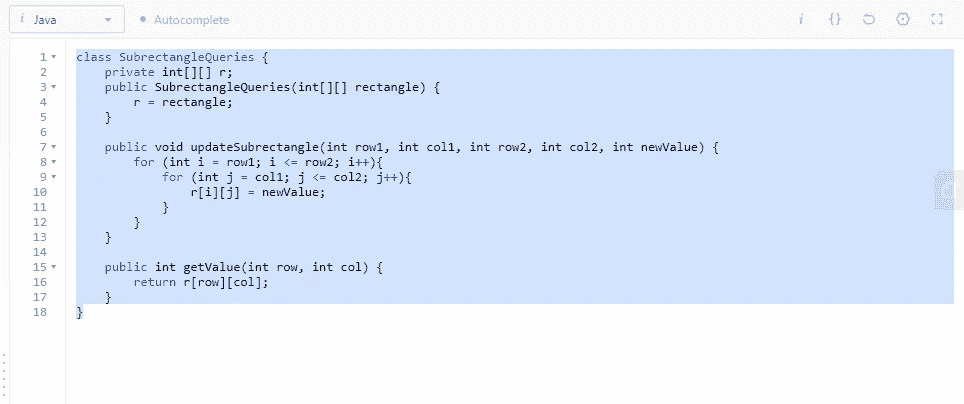 i Java
Autocomplete
i {}
1 class SubrectangleQueries {
2     private int[][] r;
3     public SubrectangleQueries(int[][] rectangle) {
4         r = rectangle;
5     }
6
7     public void updateSubrectangle(int row1, int col1, int row2, int col2, int newValue) {
8         for (int i = row1; i <= row2; i++){
9             for (int j = col1; j <= col2; j++){
10                 r[i][j] = newValue;
11             }
12         }
13     }
14
15     public int getValue(int row, int col) {
16         return r[row][col];
17     }
18 }